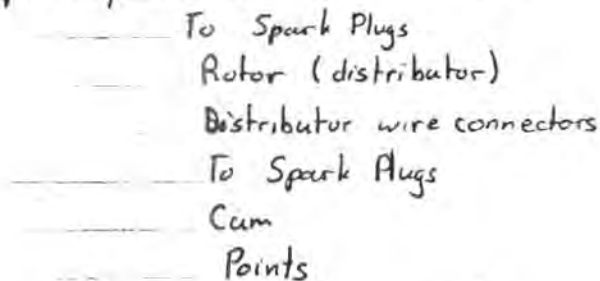 To Spark Plugs
Rotor (distributor)
Distributor wire connectors
To Spark Plugs
Cam
Points